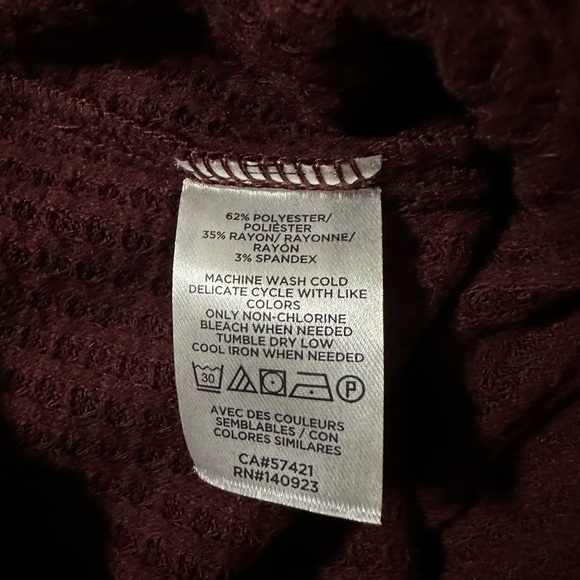 62% POLYESTER/
POLIÉSTER
35% RAYON/ RAYONNE/
RAYÓN
3% SPANDEX
MACHINE WASH COLD
DELICATE CYCLE WITH LIKE
COLORS
ONLY NON-CHLORINE
BLEACH WHEN NEEDED
TUMBLE DRY LOW
COOL IRON WHEN NEEDED
30 P
AVEC DES COULEURS
SEMBLABLES / CON
COLORES SIMILARES
CA#57421
RN#140923